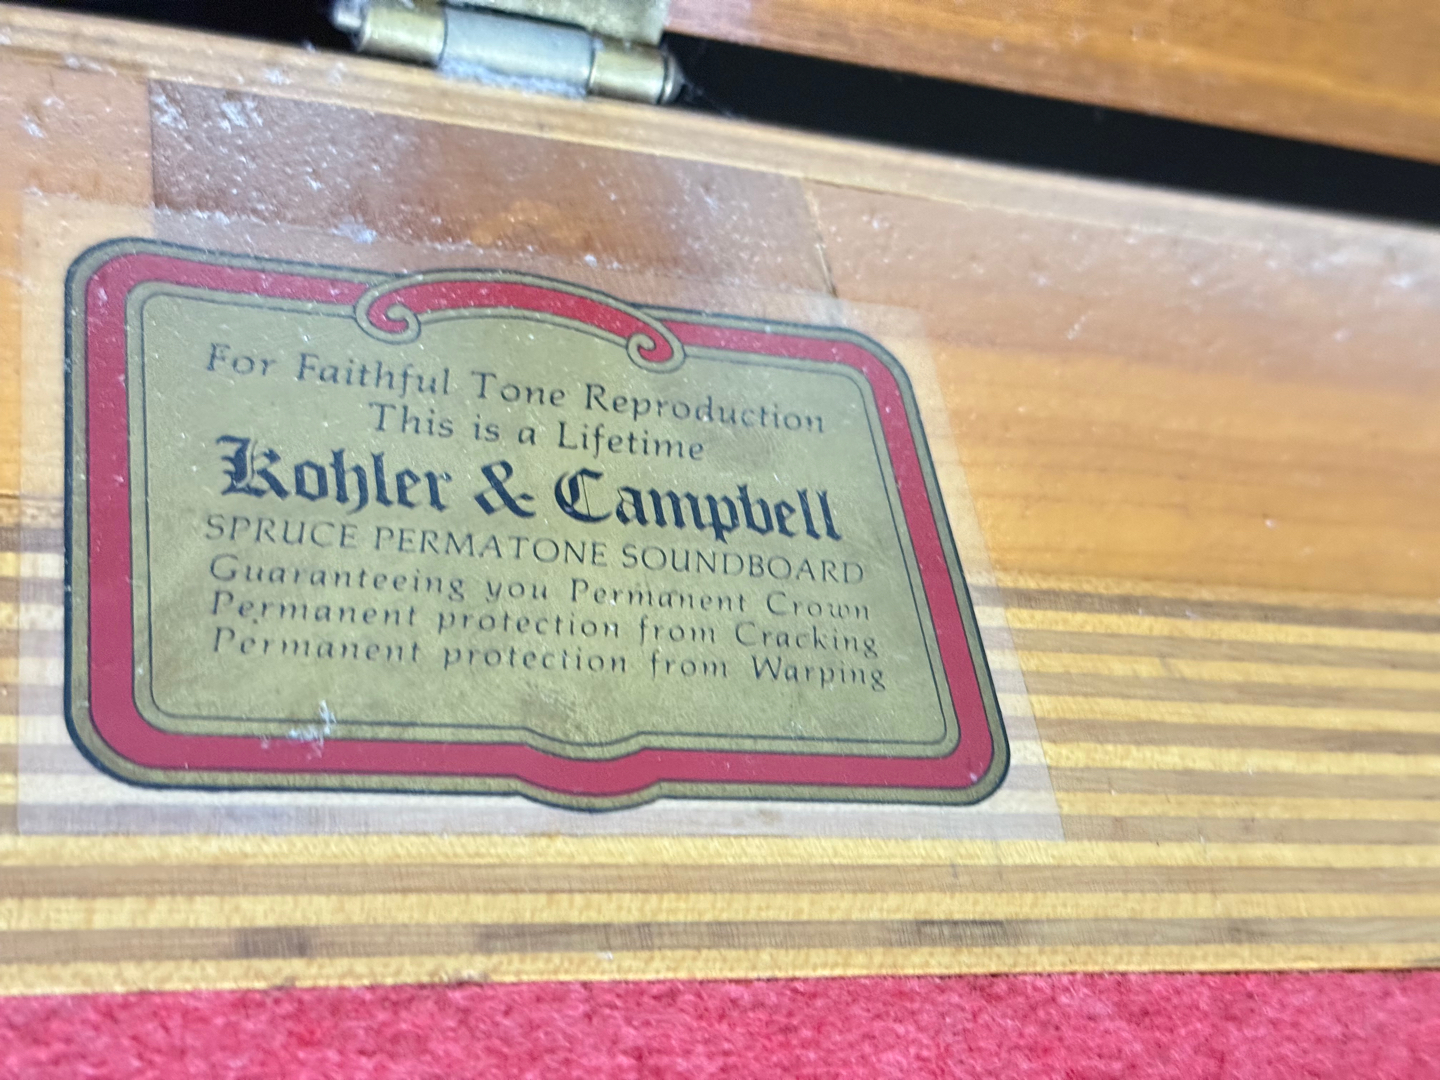 For Faithful Tone Reproduction
This is a Lifetime
Kohler & Campbell
SPRUCE PERMATONE SOUNDBOARD
Guaranteeing you Permanent Crown
Permanent protection from Cracking
Permanent protection from Warping